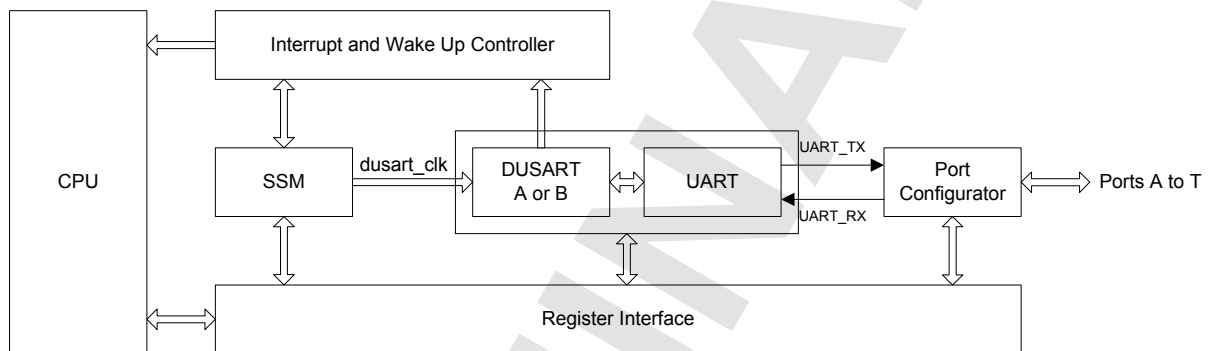 Interrupt and Wake Up Controller
CPU
SSM
dusart_clk
DUSART
A or B
UART
UART_TX
UART_RX
Port
Configurator
Ports A to T
Register Interface